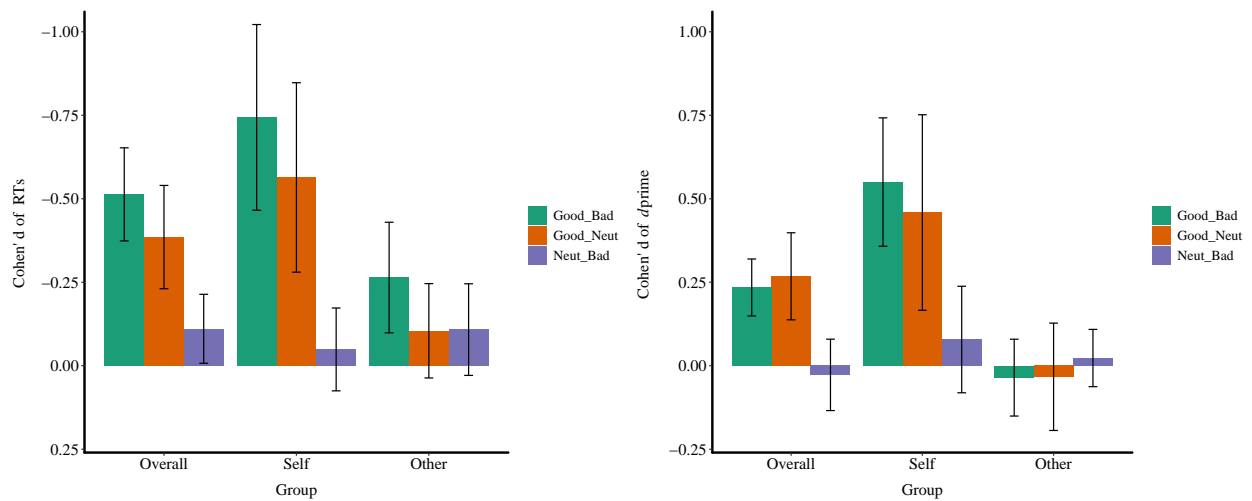 −1.00
−0.75
−0.50
−0.25
0.00
0.25
Cohen' d of RTs
Overall
Self
Other
Group
Good_Bad
Good_Neut
Neut_Bad
1.00
0.75
0.50
0.25
0.00
−0.25
Cohen' d of dprime
Overall
Self
Other
Group
Good_Bad
Good_Neut
Neut_Bad